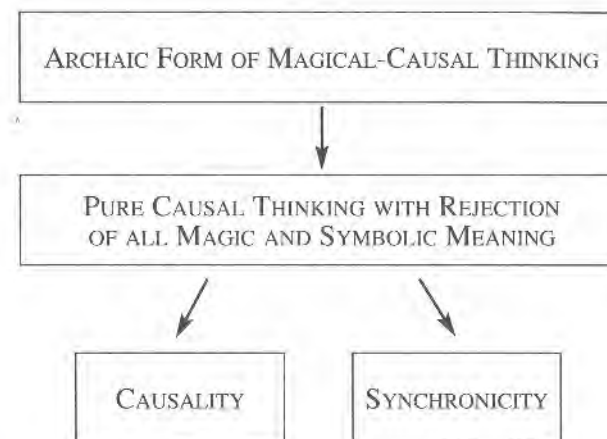 ARCHAIC FORM OF MAGICAL-CAUSAL THINKING
PURE CAUSAL THINKING WITH REJECTION
OF ALL MAGIC AND SYMBOLIC MEANING
CAUSALITY
SYNCHRONICITY